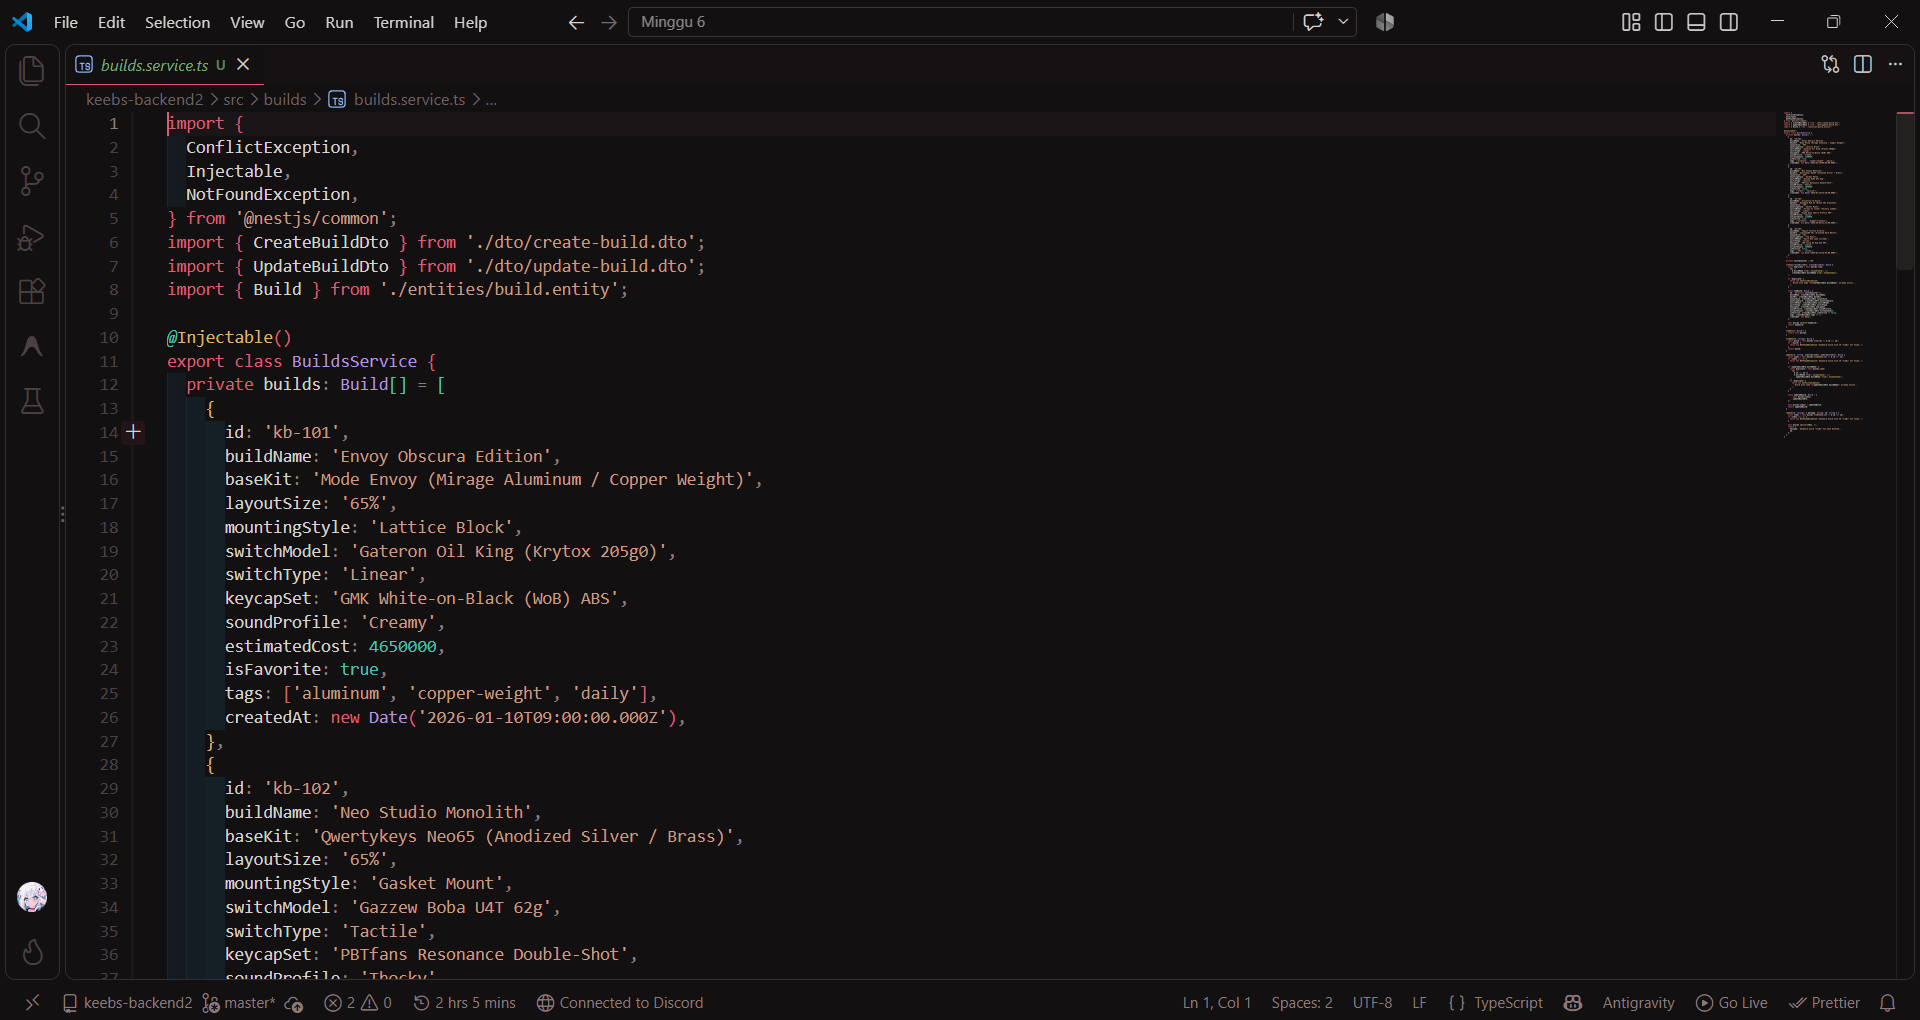 File Edit Selection View Go Run Terminal Help
Minggu 6
TS builds.service.ts U
keebs-backend2 > src > builds > TS builds.service.ts > ...
1 import {
2 ConflictException,
3 Injectable,
4 NotFoundException,
5 } from '@nestjs/common';
6 import { CreateBuildDto } from './dto/create-build.dto';
7 import { UpdateBuildDto } from './dto/update-build.dto';
8 import { Build } from './entities/build.entity';
9
10 @Injectable()
11 export class BuildsService {
12 private builds: Build[] = [
13 {
14 id: 'kb-101',
15 buildName: 'Envoy Obscura Edition',
16 baseKit: 'Mode Envoy (Mirage Aluminum / Copper Weight)',
17 layoutSize: '65%',
18 mountingStyle: 'Lattice Block',
19 switchModel: 'Gateron Oil King (Krytox 205g0)',
20 switchType: 'Linear',
21 keycapSet: 'GMK White-on-Black (WoB) ABS',
22 soundProfile: 'Creamy',
23 estimatedCost: 4650000,
24 isFavorite: true,
25 tags: ['aluminum', 'copper-weight', 'daily'],
26 createdAt: new Date('2026-01-10T09:00:00.000Z'),
27 },
28 {
29 id: 'kb-102',
30 buildName: 'Neo Studio Monolith',
31 baseKit: 'Qwertykeys Neo65 (Anodized Silver / Brass)',
32 layoutSize: '65%',
33 mountingStyle: 'Gasket Mount',
34 switchModel: 'Gazzew Boba U4T 62g',
35 switchType: 'Tactile',
36 keycapSet: 'PBTfans Resonance Double-Shot',
37 soundProfile: 'Thocky'
keebs-backend2 master* 2 0 2 hrs 5 mins Connected to Discord Ln 1, Col 1 Spaces: 2 UTF-8 LF { } TypeScript Antigravity Go Live Prettier